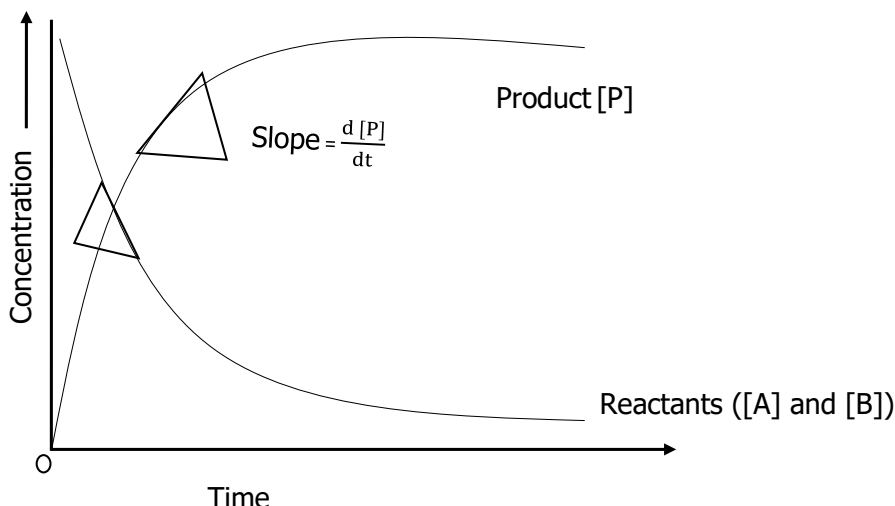 Concentration
Product [P]
Slope = d [P] / dt
Reactants ([A] and [B])
O
Time